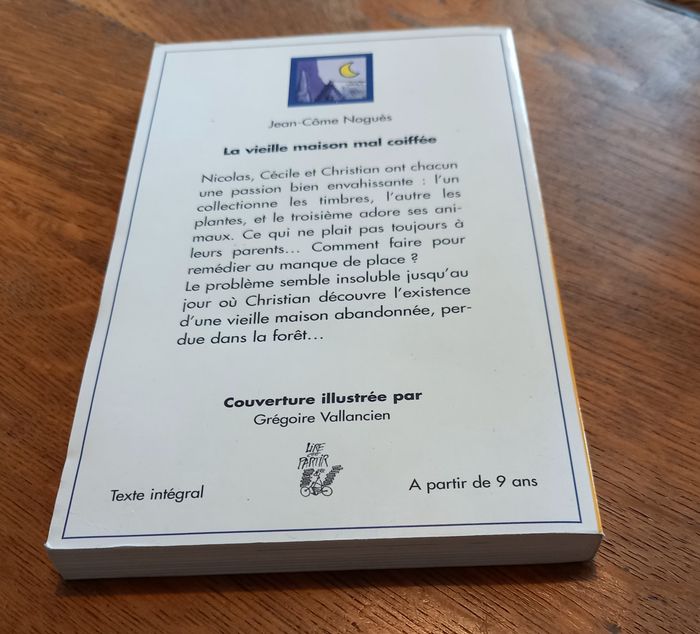 Jean-Côme Noguès
La vieille maison mal coiffée
Nicolas, Cécile et Christian ont chacun
une passion bien envahissante : l'un
collectionne les timbres, l'autre les
plantes, et le troisième adore ses ani-
maux. Ce qui ne plait pas toujours à
leurs parents... Comment faire pour
remédier au manque de place ?
Le problème semble insoluble jusqu'au
jour où Christian découvre l'existence
d'une vieille maison abandonnée, per-
due dans la forêt...
Couverture illustrée par
Grégoire Vallancien
LIRE
PARTIR
Texte intégral
A partir de 9 ans